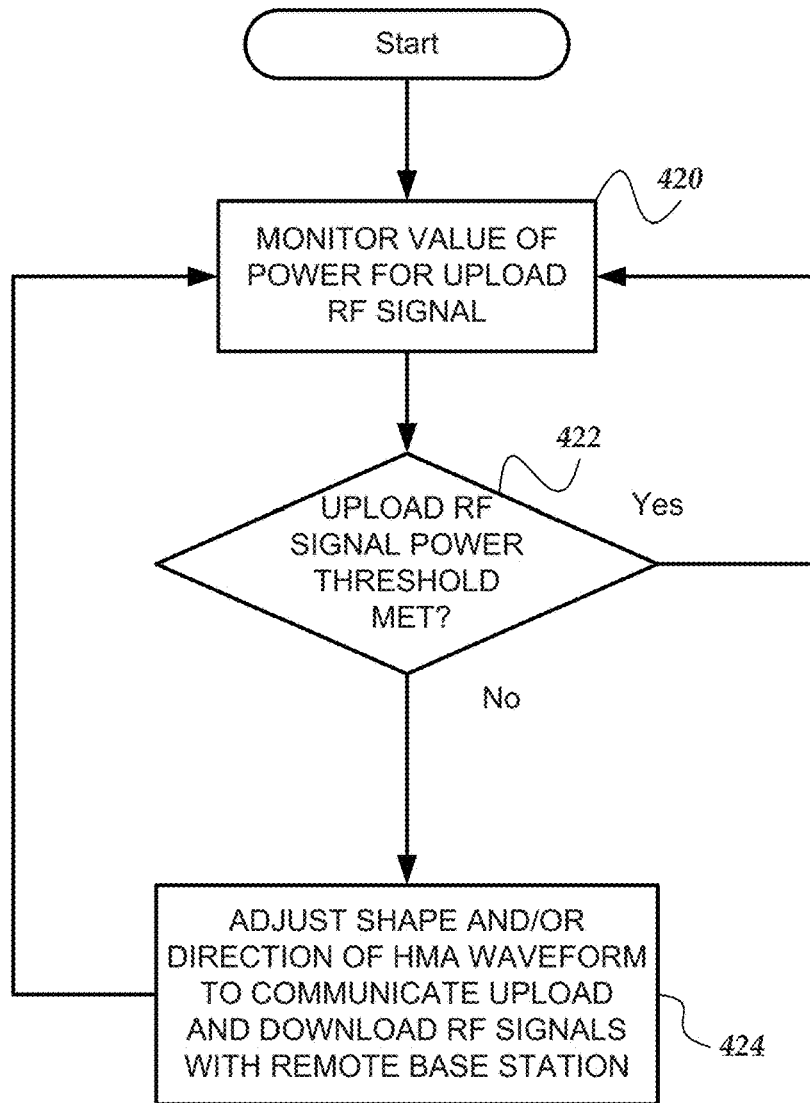 Start
420
MONITOR VALUE OF
POWER FOR UPLOAD
RF SIGNAL
422
UPLOAD RF
SIGNAL POWER
THRESHOLD
MET?
Yes
No
ADJUST SHAPE AND/OR
DIRECTION OF HMA WAVEFORM
TO COMMUNICATE UPLOAD
AND DOWNLOAD RF SIGNALS
WITH REMOTE BASE STATION
424